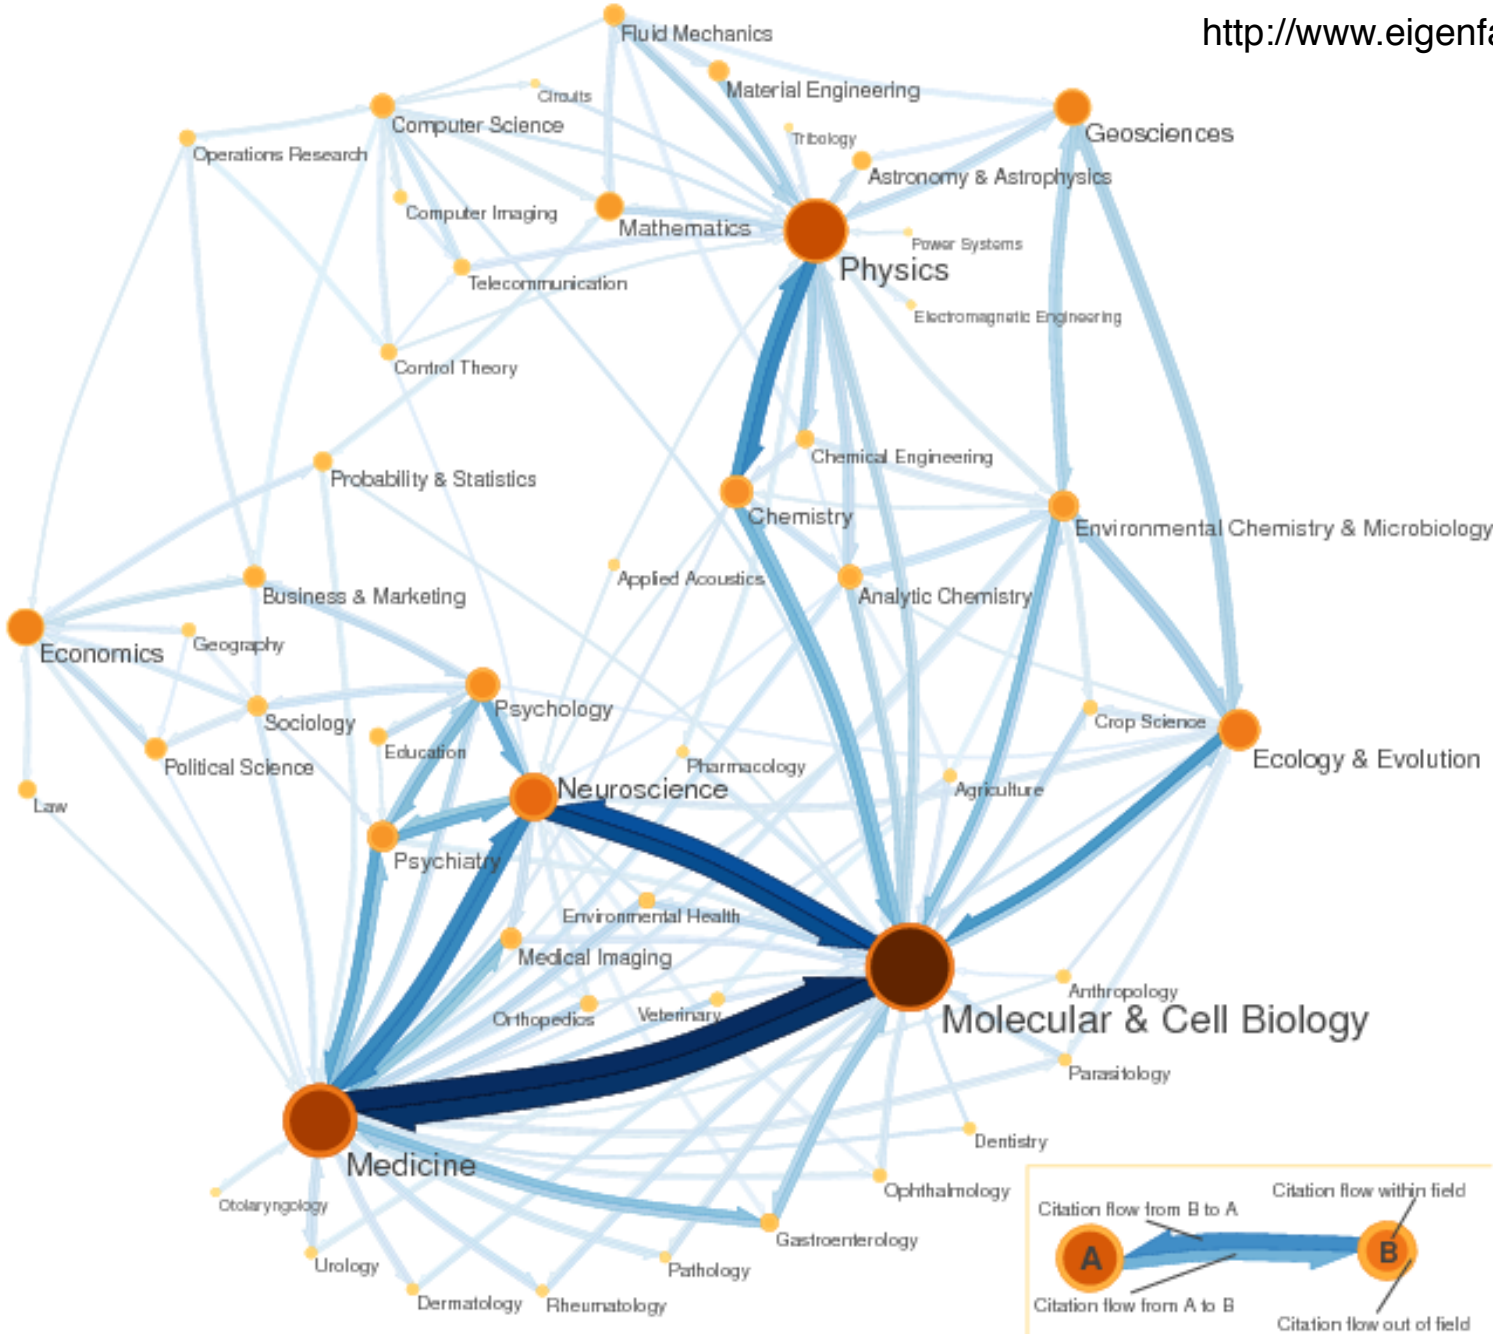 http://www.eigenfa
Fluid Mechanics
Material Engineering
Circuits
Computer Science
Geosciences
Tribology
Operations Research
Astronomy & Astrophysics
Computer Imaging
Mathematics
Power Systems
Physics
Telecommunication
Electromagnetic Engineering
Control Theory
Chemical Engineering
Probability & Statistics
Chemistry
Environmental Chemistry & Microbiology
Applied Acoustics
Business & Marketing
Analytic Chemistry
Geography
Economics
Psychology
Sociology
Crop Science
Education
Political Science
Pharmacology
Ecology & Evolution
Neuroscience
Agriculture
Law
Psychiatry
Environmental Health
Medical Imaging
Anthropology
Orthopedics
Veterinary
Molecular & Cell Biology
Parasitology
Dentistry
Medicine
Ophthalmology
Otolaryngology
Gastroenterology
Urology
Pathology
Dermatology
Rheumatology
Citation flow within field
Citation flow from B to A
A
B
Citation flow from A to B
Citation flow out of field